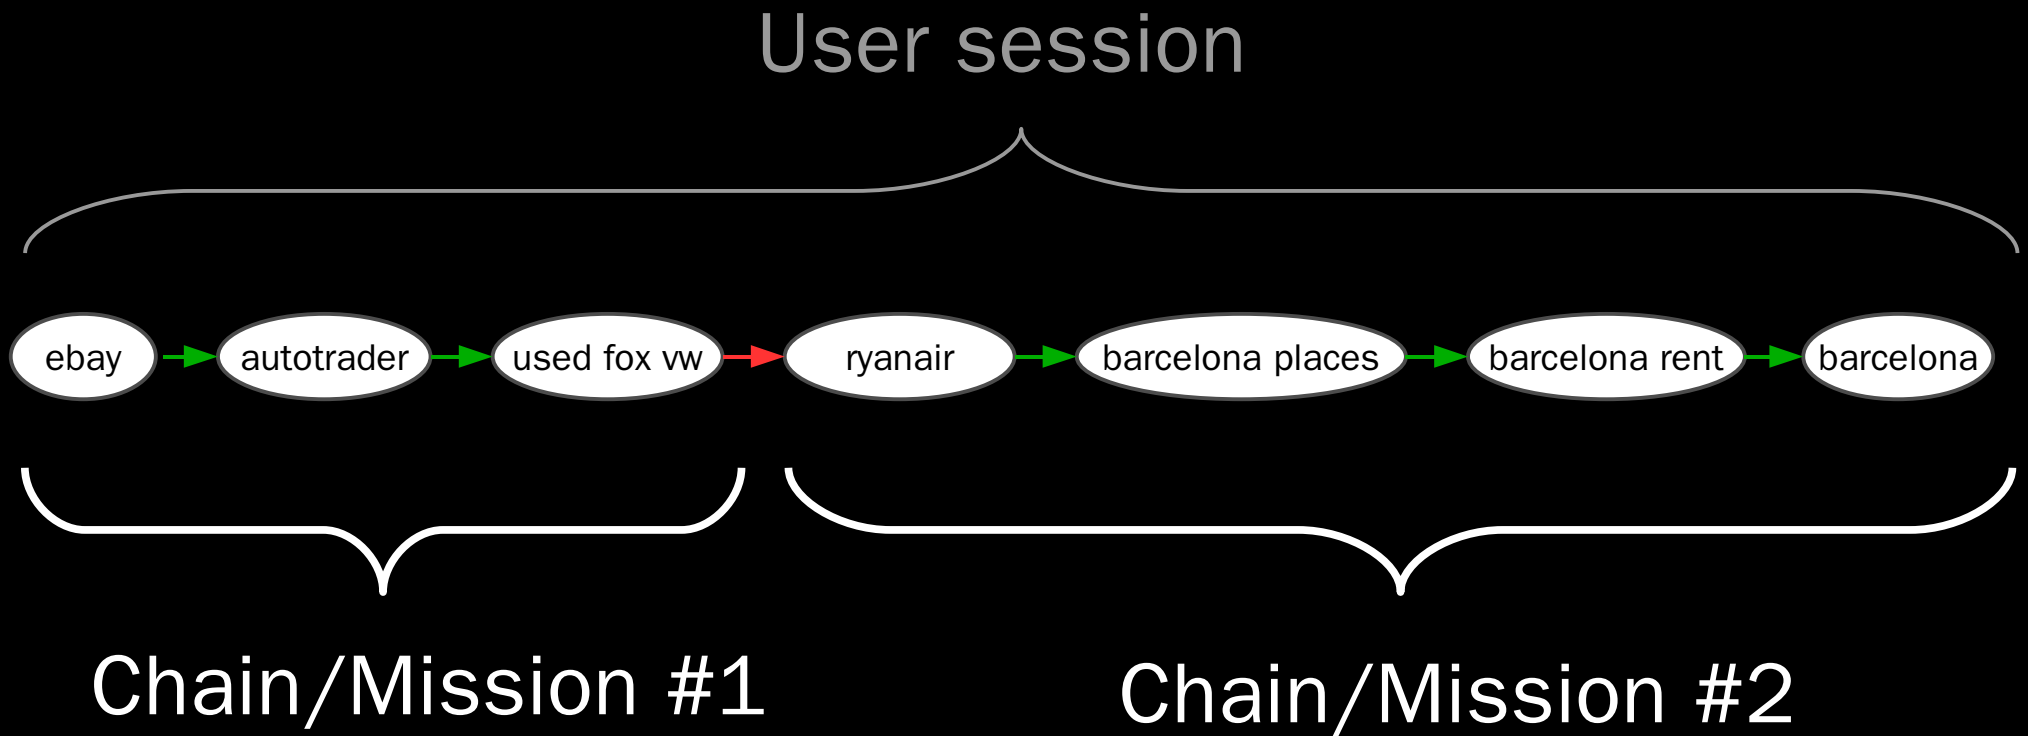 User session
ebay
autotrader
used fox vw
ryanair
barcelona places
barcelona rent
barcelona
Chain/Mission #1
Chain/Mission #2